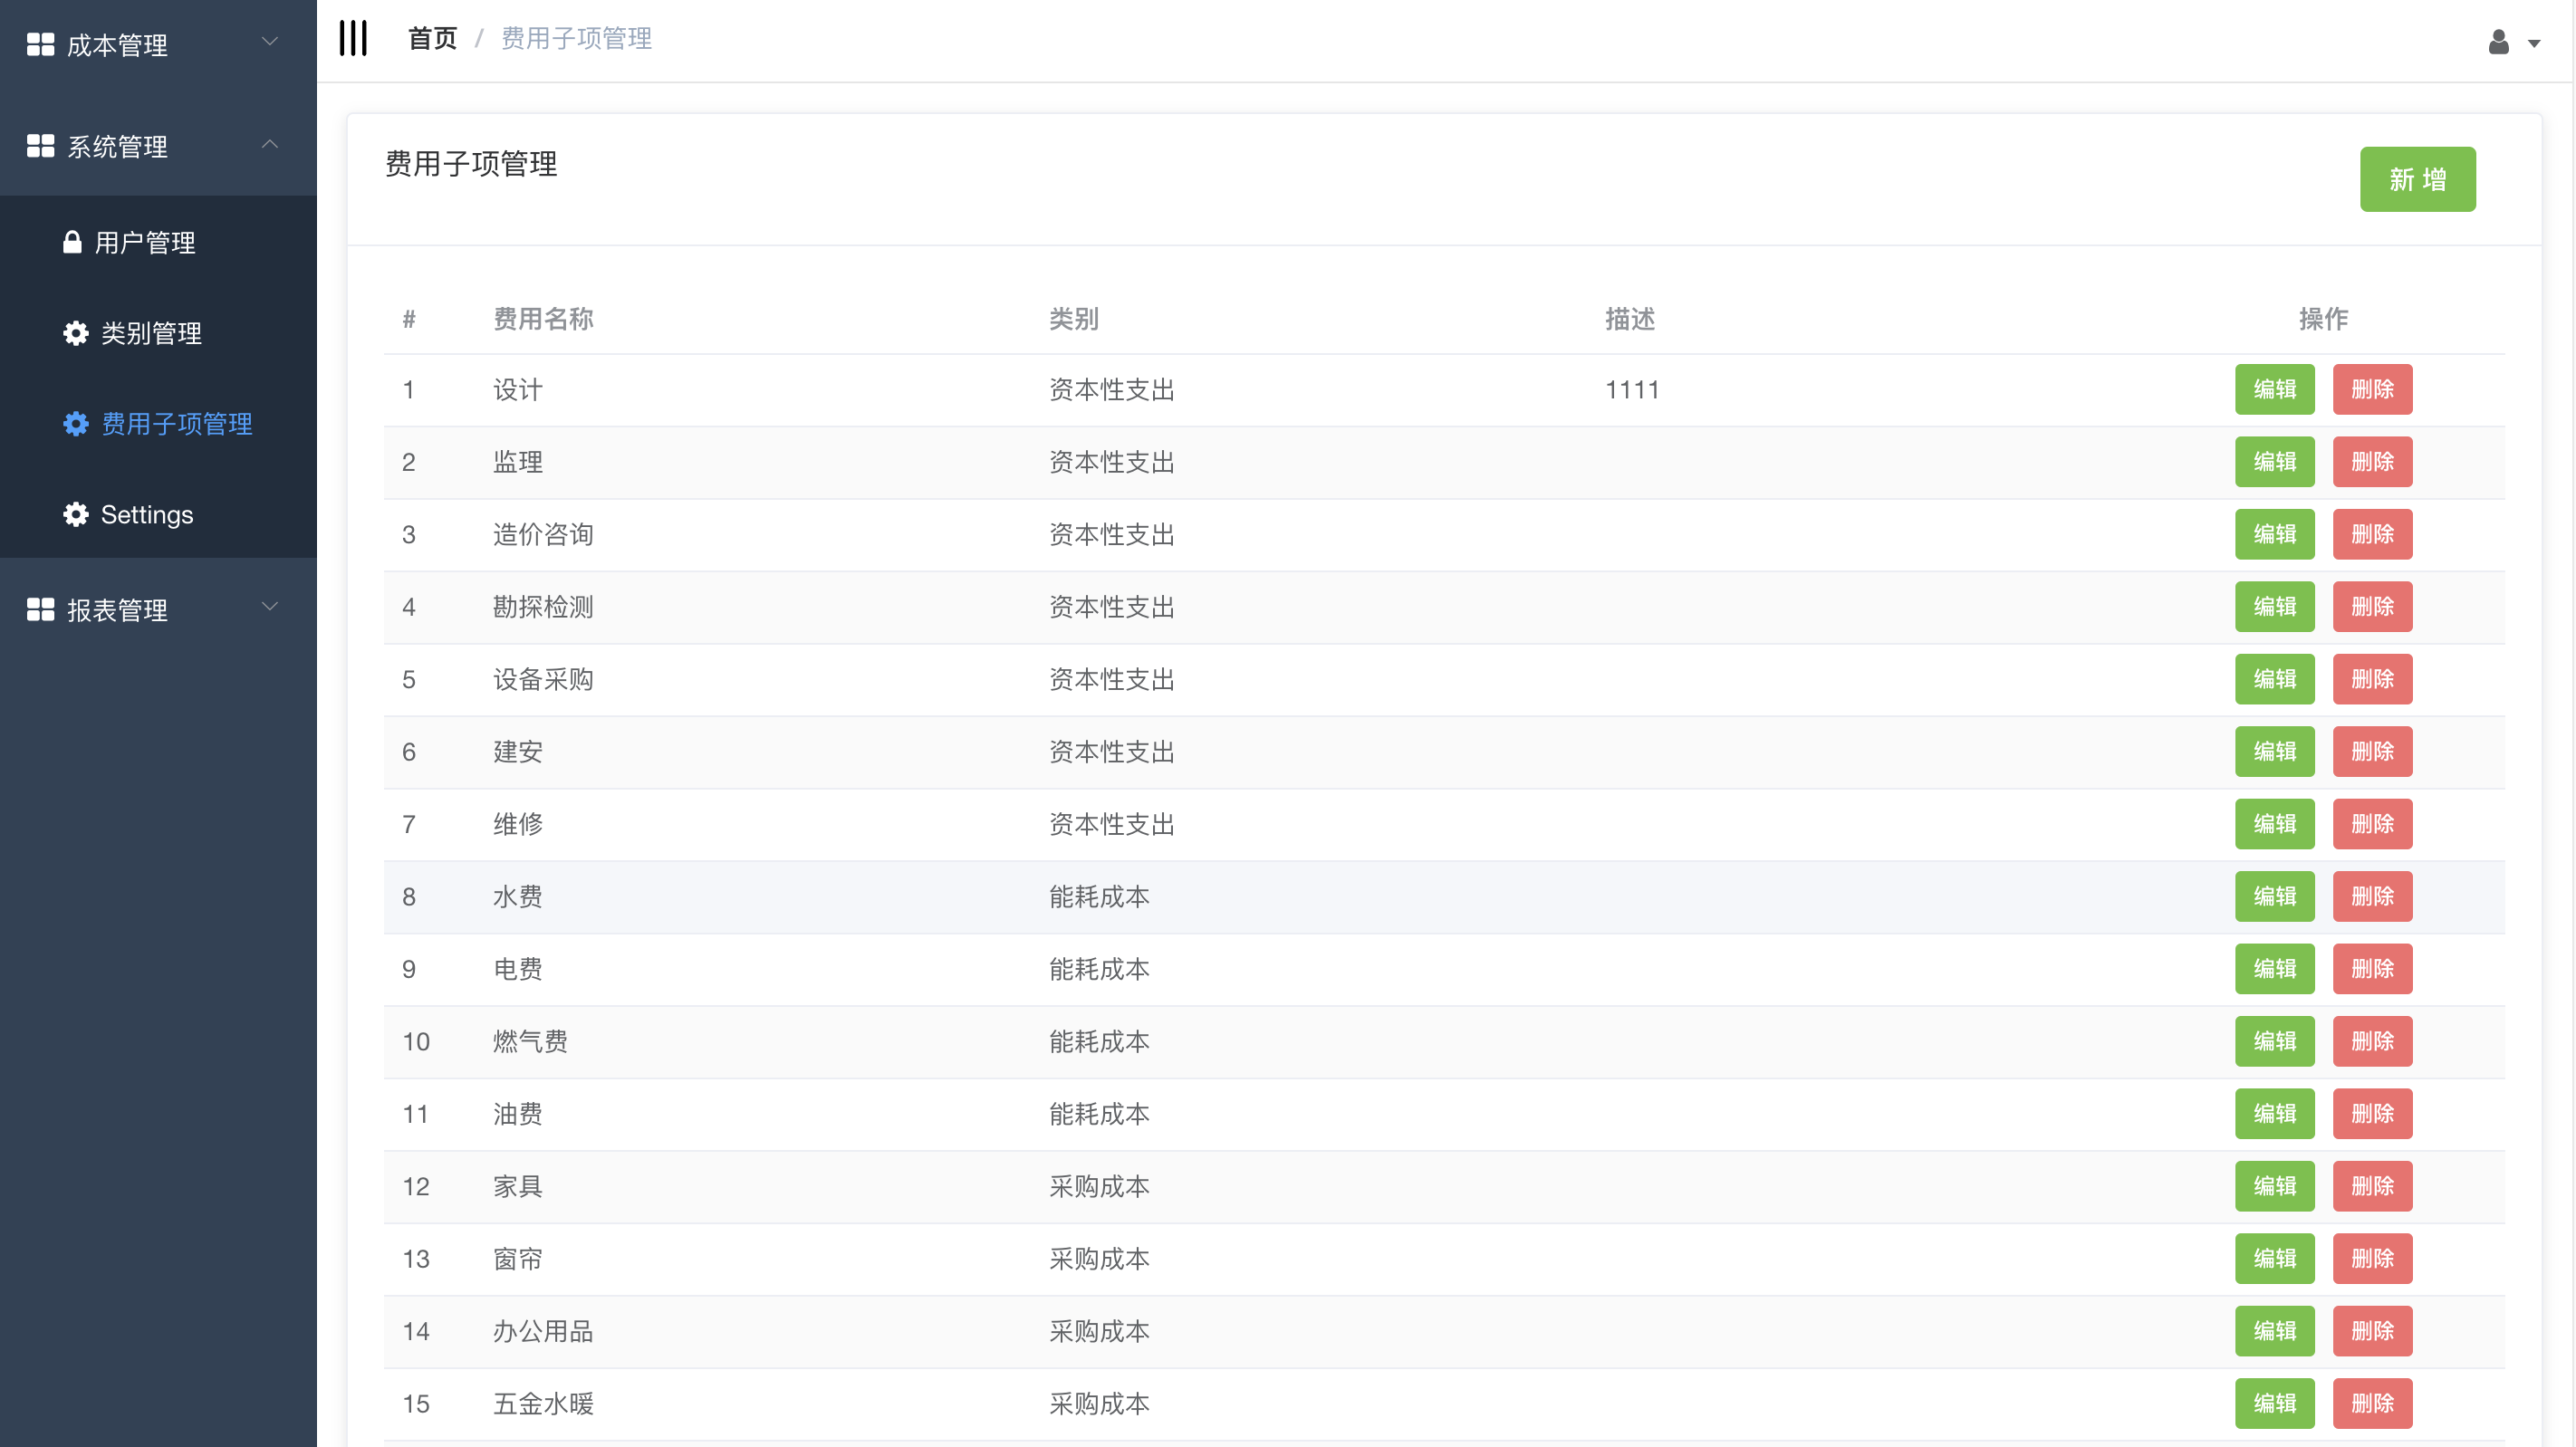 成本管理
系统管理
用户管理
类别管理
费用子项管理
Settings
报表管理
首页 / 费用子项管理
费用子项管理
新 增
# 费用名称 类别 描述 操作
1 设计 资本性支出 1111 编辑 删除
2 监理 资本性支出 编辑 删除
3 造价咨询 资本性支出 编辑 删除
4 勘探检测 资本性支出 编辑 删除
5 设备采购 资本性支出 编辑 删除
6 建安 资本性支出 编辑 删除
7 维修 资本性支出 编辑 删除
8 水费 能耗成本 编辑 删除
9 电费 能耗成本 编辑 删除
10 燃气费 能耗成本 编辑 删除
11 油费 能耗成本 编辑 删除
12 家具 采购成本 编辑 删除
13 窗帘 采购成本 编辑 删除
14 办公用品 采购成本 编辑 删除
15 五金水暖 采购成本 编辑 删除